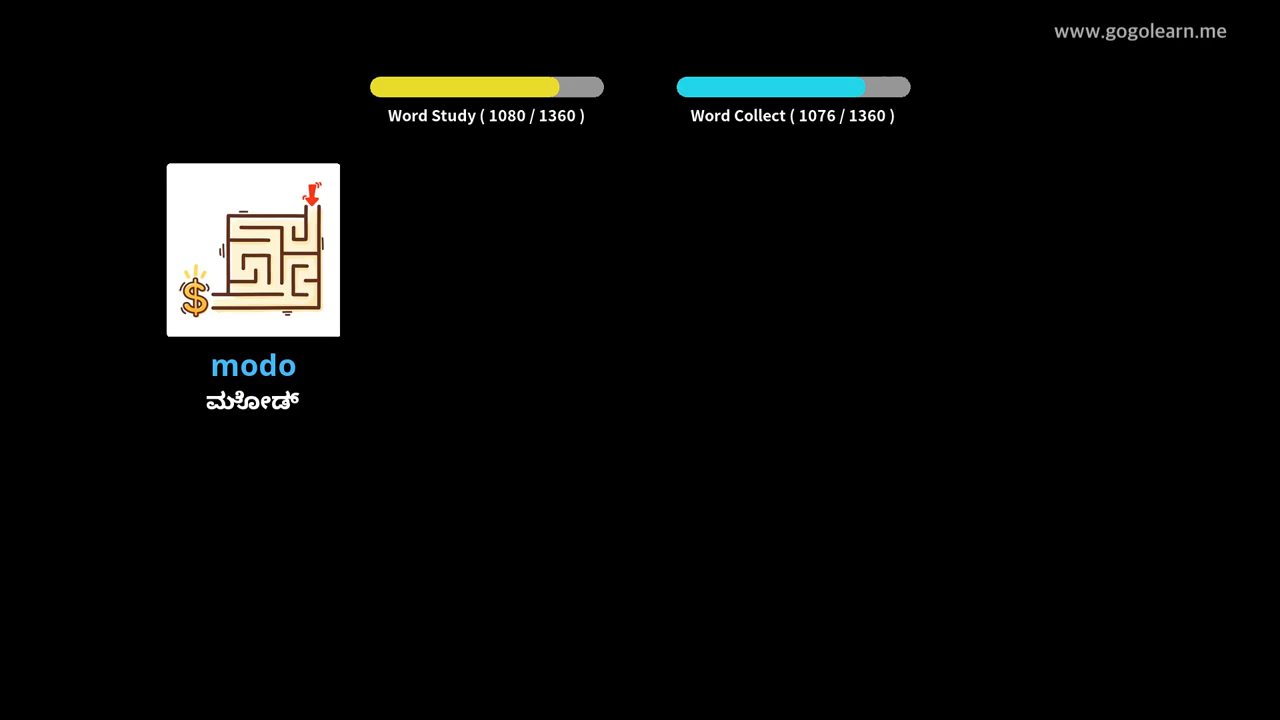 www.gogolearn.me
Word Study ( 1080 / 1360 )
Word Collect ( 1076 / 1360 )
$
modo
ಮೋಡ್